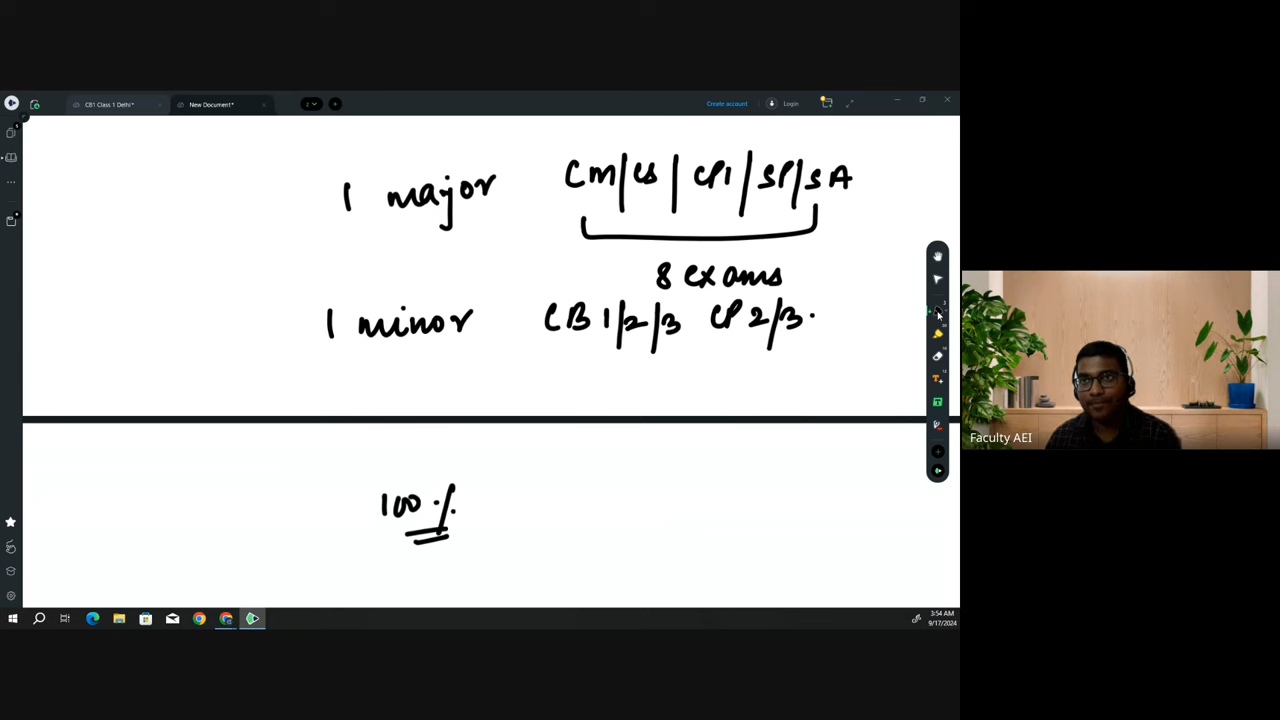 CB1 Class 1 Delhi*
New Document*
2
Create account
Login
1 major CM/CS/CP1/SP/SA
8 exams
1 minor CB 1/2/3 CP 2/3.
100 %
Faculty AEI
3:54 AM
9/17/2024